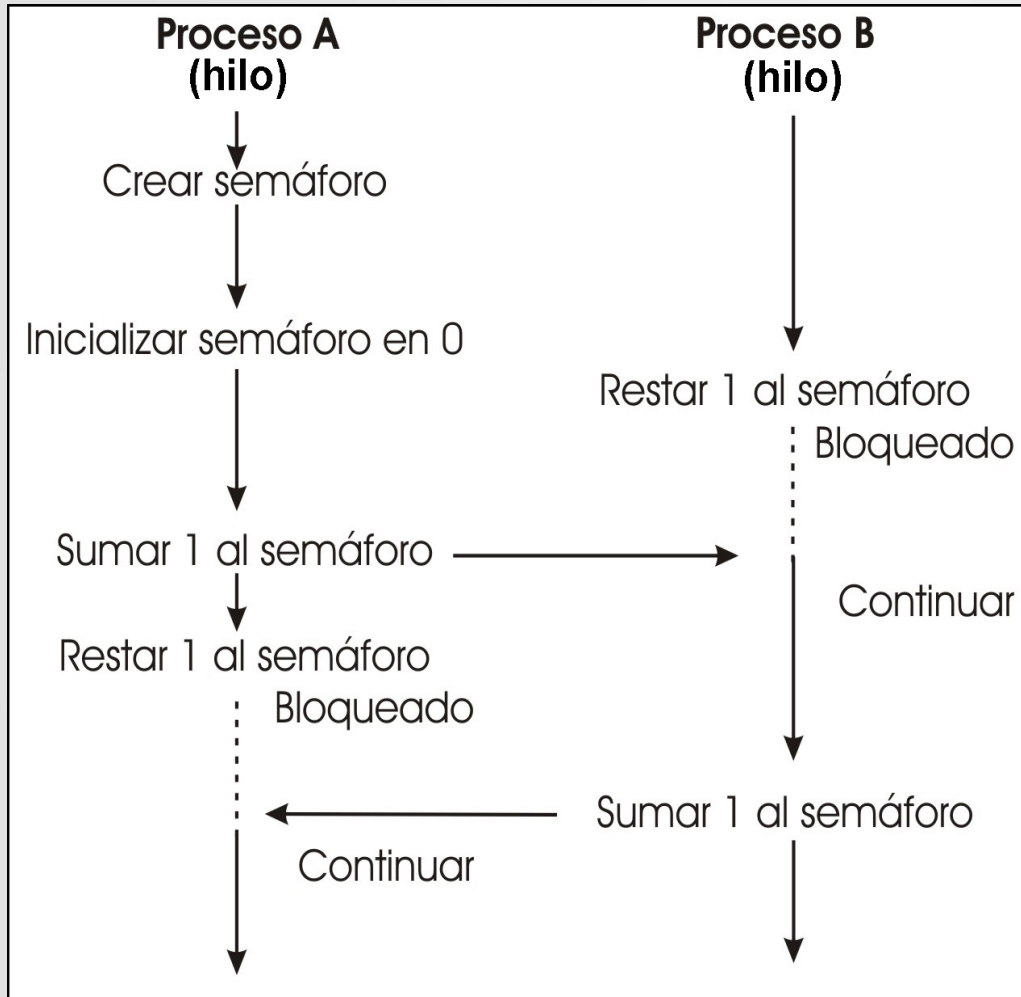 Proceso A
(hilo)
Crear semáforo
Inicializar semáforo en 0
Sumar 1 al semáforo
Restar 1 al semáforo
Bloqueado
Continuar
Proceso B
(hilo)
Restar 1 al semáforo
Bloqueado
Continuar
Sumar 1 al semáforo